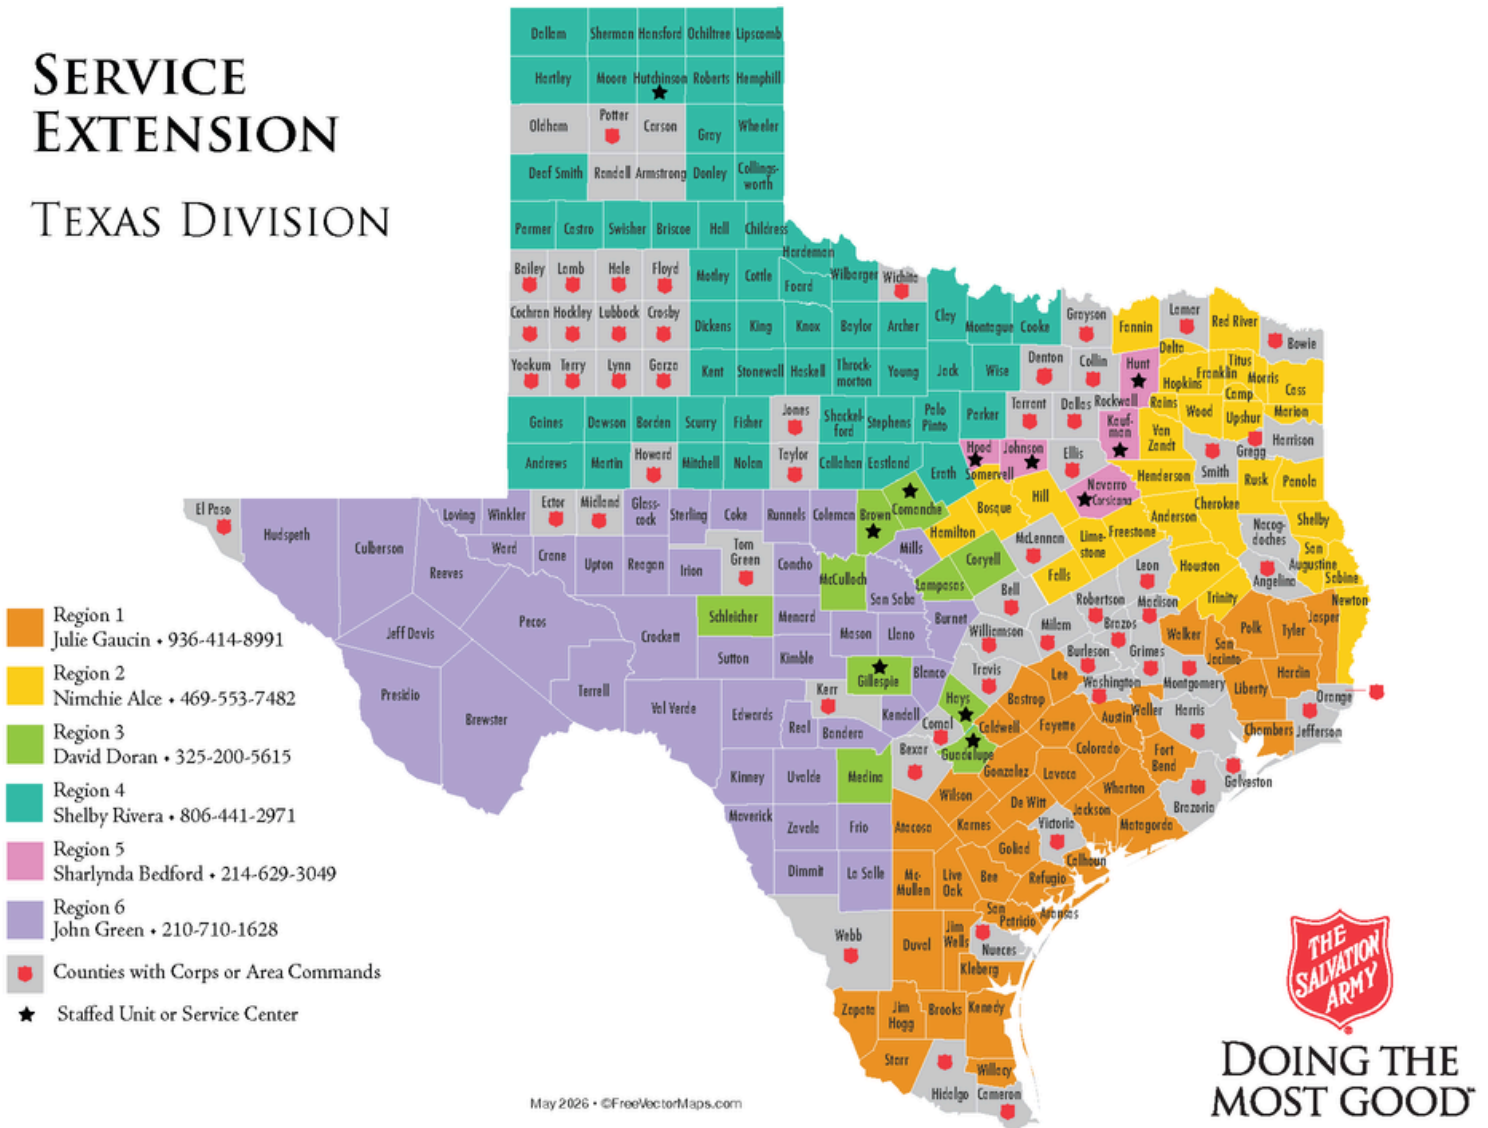 SERVICE
EXTENSION
TEXAS DIVISION
Dallam Sherman Hansford Ochiltree Lipscomb
Hartley Moore Hutchinson Roberts Hemphill
Oldham Potter Carson Gray Wheeler
Deaf Smith Randall Armstrong Donley Collings-
worth
Parmer Castro Swisher Briscoe Hall Childress
Hardeman
Bailey Lamb Hale Floyd Motley Cottle Foard Wilbarger Wichita
Cochran Hockley Lubbock Crosby Dickens King Knox Baylor Archer Clay Montague Cooke Grayson Fannin Lamar Red River Bowie
Delta
Yoakum Terry Lynn Garza Kent Stonewall Haskell Throck-
morton Young Jack Wise Denton Collin Hunt Hopkins Franklin Titus Morris Cass
Camp
Gaines Dawson Borden Scurry Fisher Jones Shackel-
ford Stephens Palo
Pinto Parker Tarrant Dallas Rockwall Kauf-
man Rains Wood Upshur Marion
Van
Zandt Gregg Harrison
Andrews Martin Howard Mitchell Nolan Taylor Callahan Eastland Erath Hood Johnson Ellis Smith
Somervell Navarro
Corsicana Henderson Rusk Panola
El Paso Hudspeth Culberson Loving Winkler Ector Midland Glass-
cock Sterling Coke Runnels Coleman Brown Comanche Bosque Hill Cherokee
Hamilton Freestone Anderson Shelby
Reeves Ward Crane Upton Reagan Irion Tom
Green Concho McCulloch Mills Coryell McLennan Lime-
stone Nacog-
doches San
Augustine
Lampasas Falls Leon Houston Angelina Sabine
Newton
Jeff Davis Pecos Crockett Schleicher Menard San Saba Burnet Bell Robertson Madison Trinity
Mason Llano Williamson Milam Brazos Walker Polk Tyler Jasper
Sutton Kimble Burleson Grimes San
Jacinto
Presidio Brewster Terrell Val Verde Edwards Kerr Gillespie Blanco Travis Lee Washington Montgomery Liberty Hardin
Orange
Real Bandera Kendall Hays Bastrop
Comal Caldwell Fayette Austin Waller Harris Chambers Jefferson
Kinney Uvalde Medina Bexar Guadalupe Gonzalez Lavaca Colorado Fort
Bend
Galveston
Wilson De Witt Wharton Brazoria
Maverick Zavala Frio Atacosa Karnes Victoria Jackson Matagorda
Goliad
Dimmit La Salle Mc-
Mullen Live
Oak Bee Refugio Calhoun
San
Patricio Aransas
Webb Duval Jim
Wells Nueces
Kleberg
Zapata Jim
Hogg Brooks Kenedy
Starr Hidalgo Willacy
Cameron
Region 1
Julie Gaucin • 936-414-8991
Region 2
Nimchie Alce • 469-553-7482
Region 3
David Doran • 325-200-5615
Region 4
Shelby Rivera • 806-441-2971
Region 5
Sharlynda Bedford • 214-629-3049
Region 6
John Green • 210-710-1628
Counties with Corps or Area Commands
Staffed Unit or Service Center
May 2026 • ©FreeVectorMaps.com
THE
SALVATION
ARMY
DOING THE
MOST GOOD